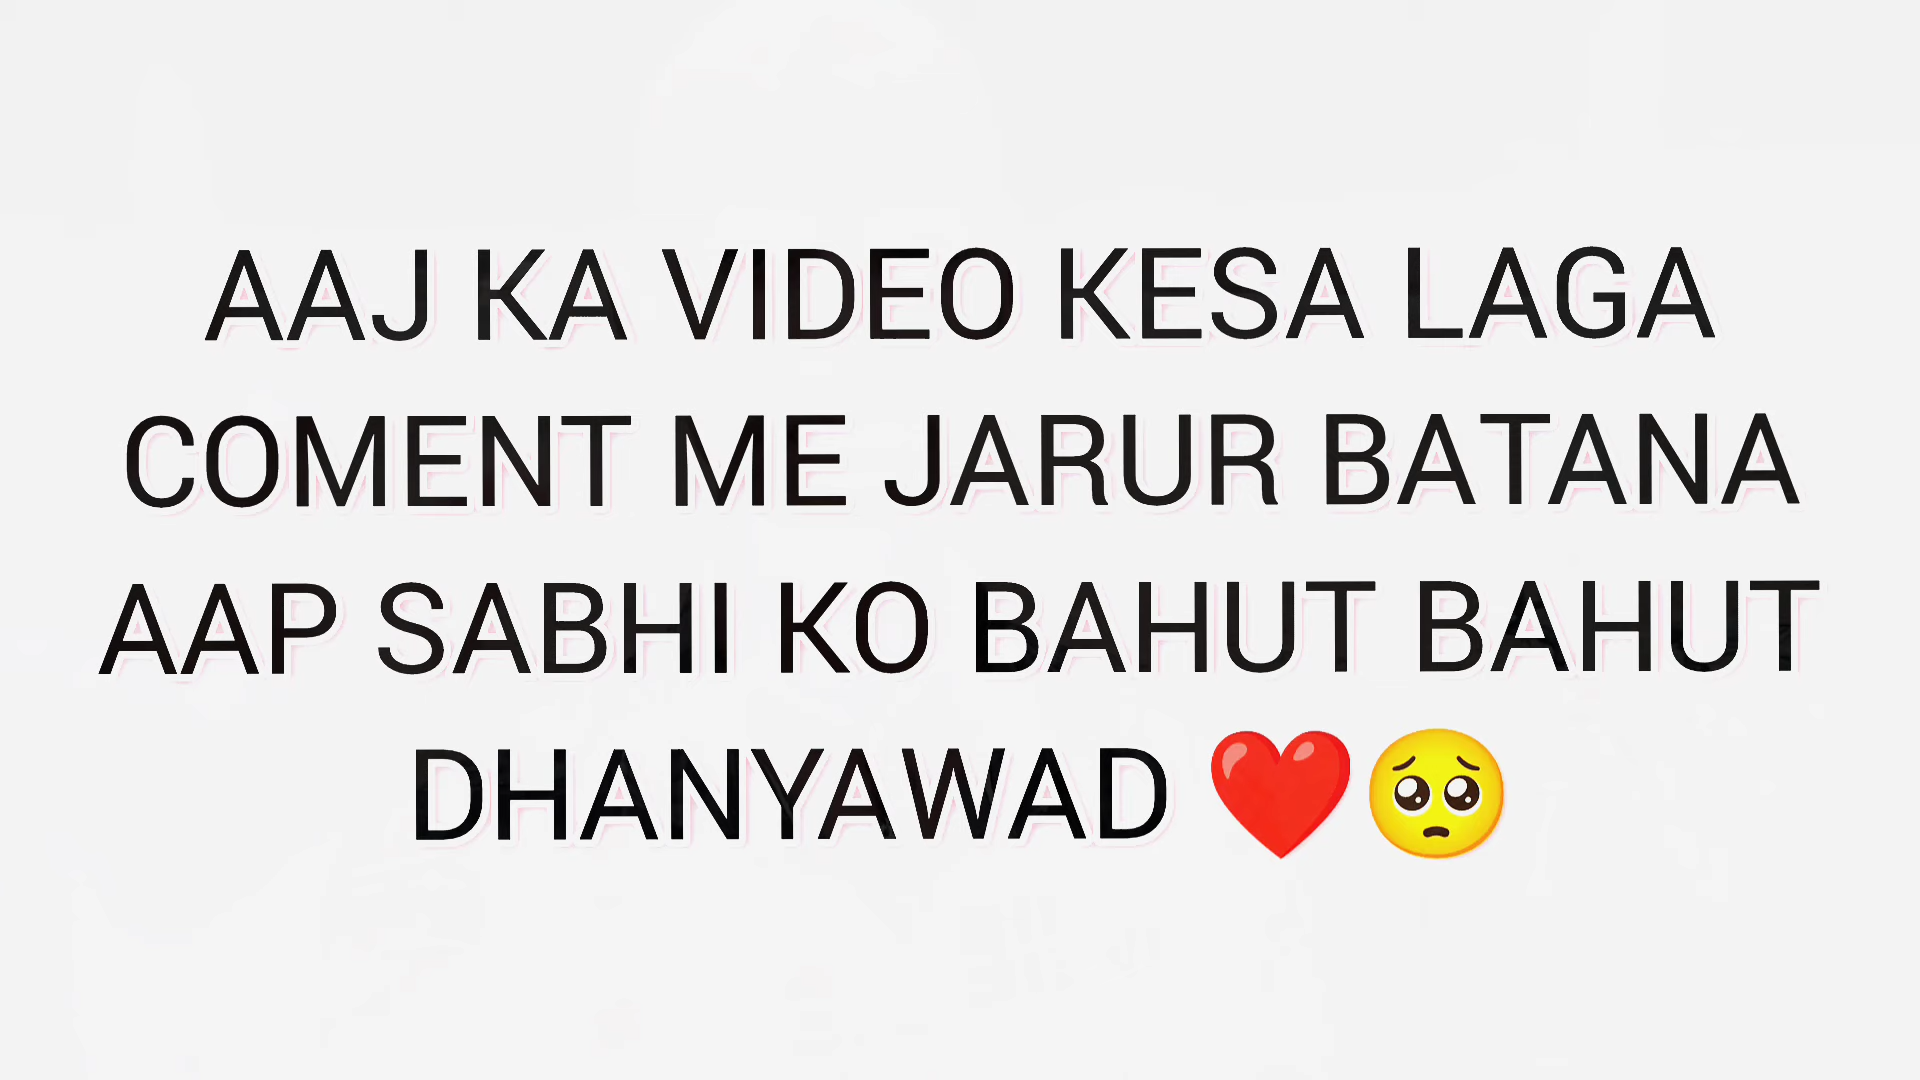 AAJ KA VIDEO KESA LAGA
COMENT ME JARUR BATANA
AAP SABHI KO BAHUT BAHUT
DHANYAWAD ❤️🥺